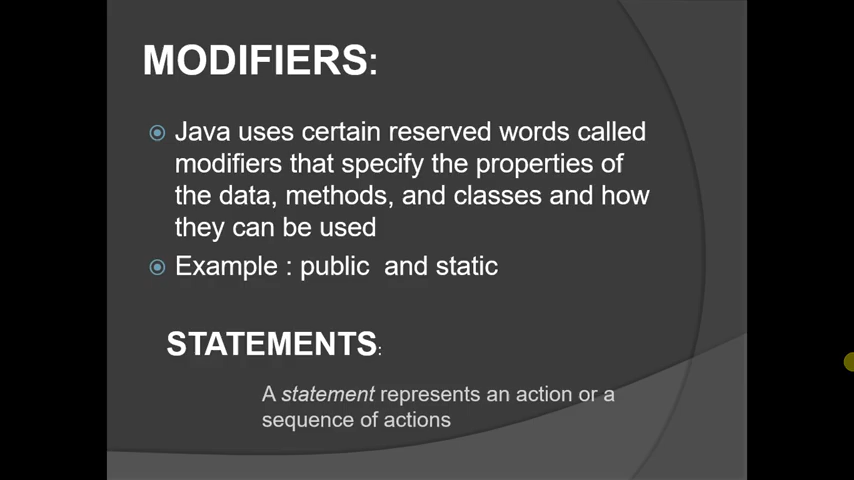 MODIFIERS:
Java uses certain reserved words called
modifiers that specify the properties of
the data, methods, and classes and how
they can be used
Example : public  and static
STATEMENTS:
A statement represents an action or a
sequence of actions